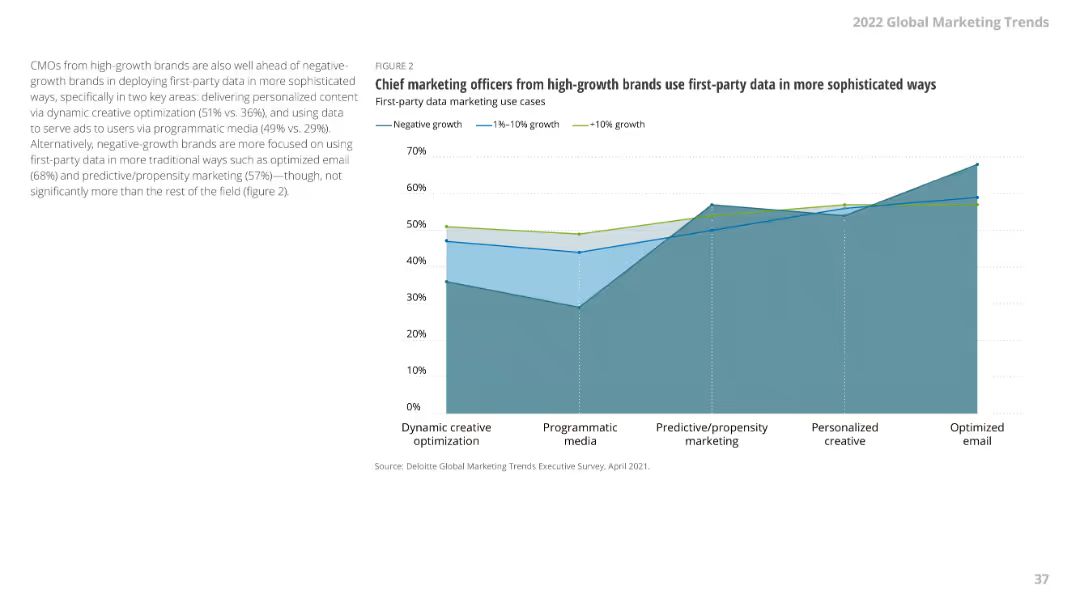 2022 Global Marketing Trends
CMOs from high-growth brands are also well ahead of negative-
growth brands in deploying first-party data in more sophisticated
ways, specifically in two key areas: delivering personalized content
via dynamic creative optimization (51% vs. 36%), and using data
to serve ads to users via programmatic media (49% vs. 29%).
Alternatively, negative-growth brands are more focused on using
first-party data in more traditional ways such as optimized email
(68%) and predictive/propensity marketing (57%)—though, not
significantly more than the rest of the field (figure 2).
FIGURE 2
Chief marketing officers from high-growth brands use first-party data in more sophisticated ways
First-party data marketing use cases
Negative growth 1%–10% growth +10% growth
70%
60%
50%
40%
30%
20%
10%
0%
Dynamic creative
optimization
Programmatic
media
Predictive/propensity
marketing
Personalized
creative
Optimized
email
Source: Deloitte Global Marketing Trends Executive Survey, April 2021.
37